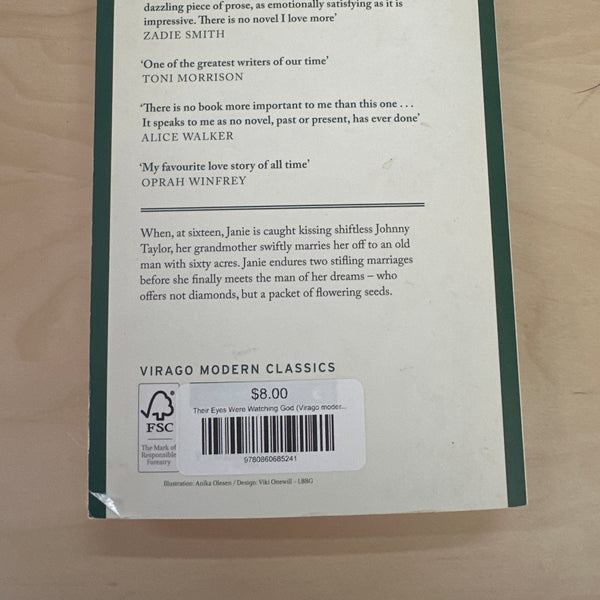 dazzling piece of prose, as emotionally satisfying as it is
impressive. There is no novel I love more’
ZADIE SMITH
‘One of the greatest writers of our time’
TONI MORRISON
‘There is no book more important to me than this one . . .
It speaks to me as no novel, past or present, has ever done’
ALICE WALKER
‘My favourite love story of all time’
OPRAH WINFREY
When, at sixteen, Janie is caught kissing shiftless Johnny
Taylor, her grandmother swiftly marries her off to an old
man with sixty acres. Janie endures two stifling marriages
before she finally meets the man of her dreams – who
offers not diamonds, but a packet of flowering seeds.
VIRAGO MODERN CLASSICS
$8.00
Their Eyes Were Watching God (Virago moder...
9780860685241
FSC
The Mark of
Responsible
Forestry
Illustration: Anika Olesen / Design: Viki Ottewill – LBBG